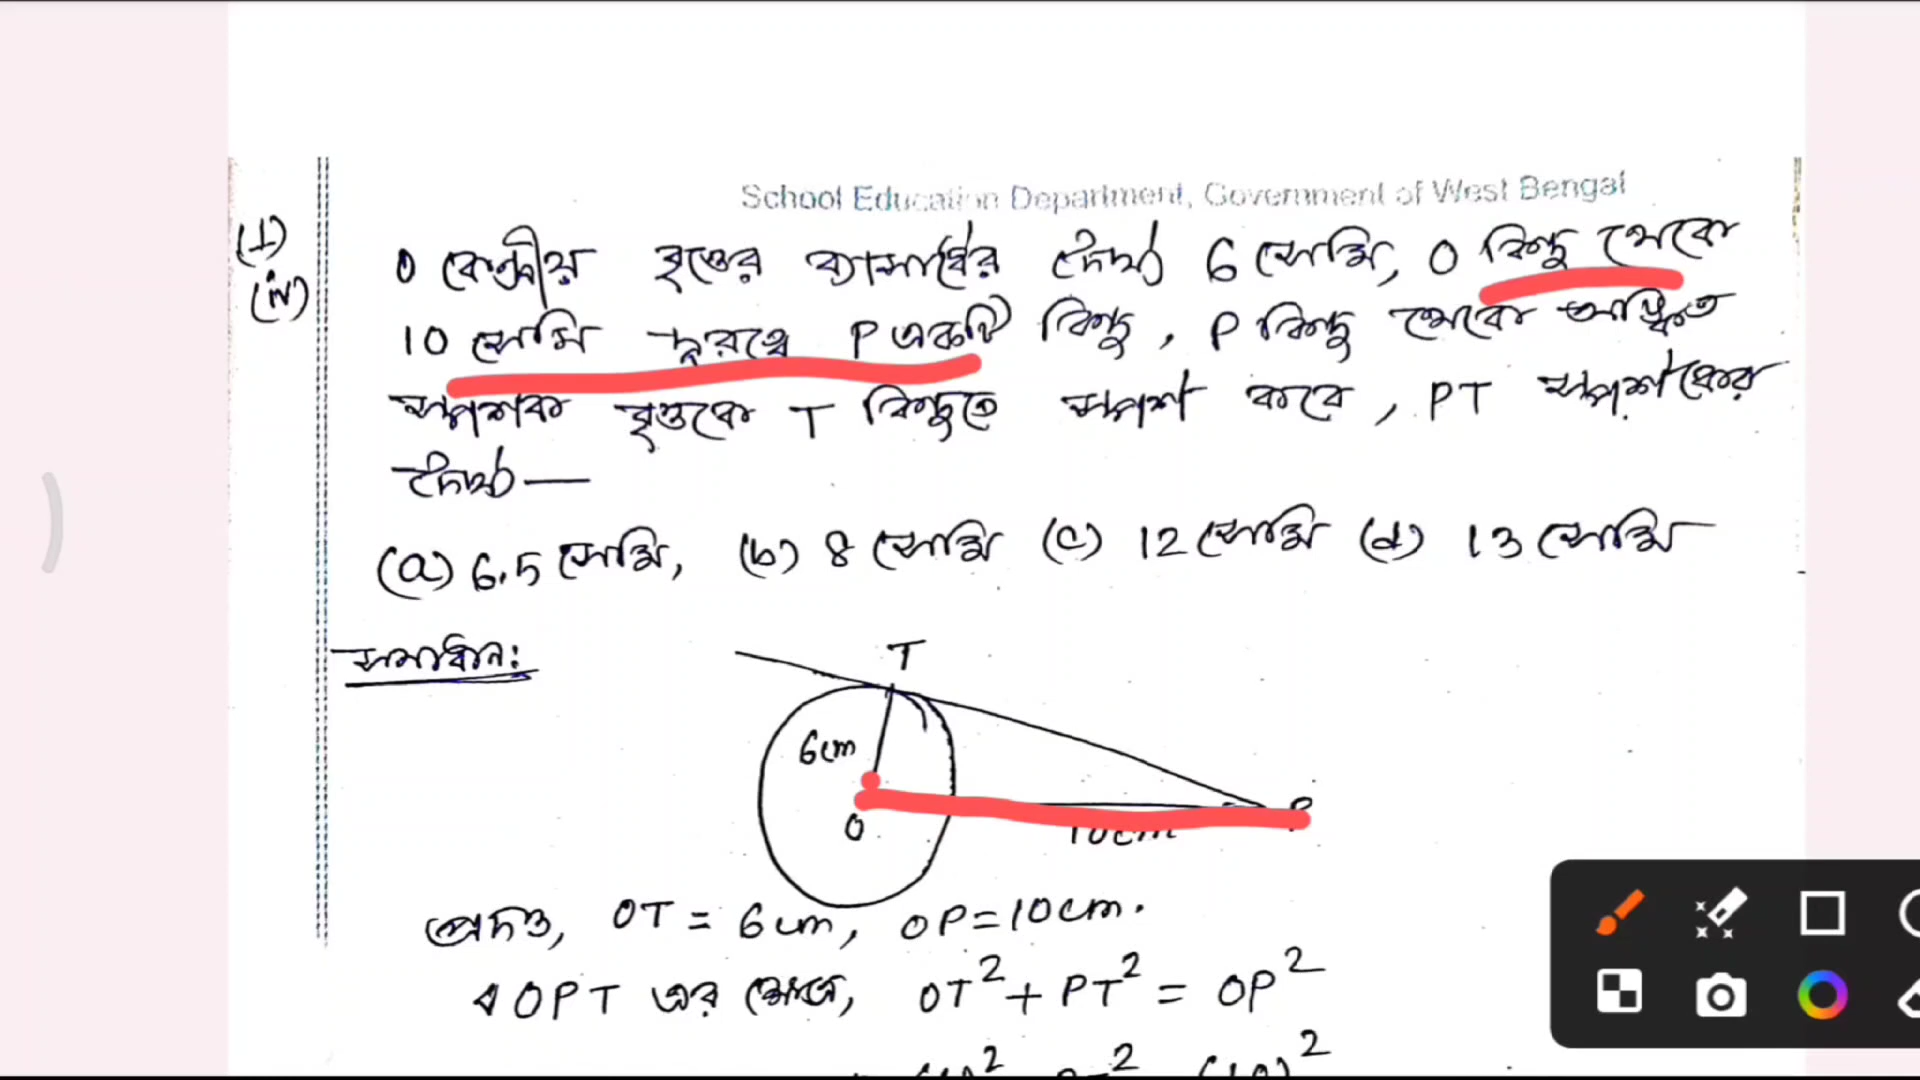 School Education Department, Government of West Bengal
(1)
(iv)
O কেন্দ্রীয় বৃত্তের ব্যাসার্ধের দৈর্ঘ্য 6 সেমি, O বিন্দু থেকে
10 সেমি দূরত্বে P একটি বিন্দু, P বিন্দু থেকে অঙ্কিত
স্পর্শক বৃত্তকে T বিন্দুতে স্পর্শ করে, PT স্পর্শকের
দৈর্ঘ্য—
(a) 6.5 সেমি, (b) 8 সেমি (c) 12 সেমি (d) 13 সেমি
সমাধান:
T
6cm
O
10cm
প্রদত্ত, OT = 6cm, OP = 10cm.
OPT এর ক্ষেত্রে, OT² + PT² = OP²